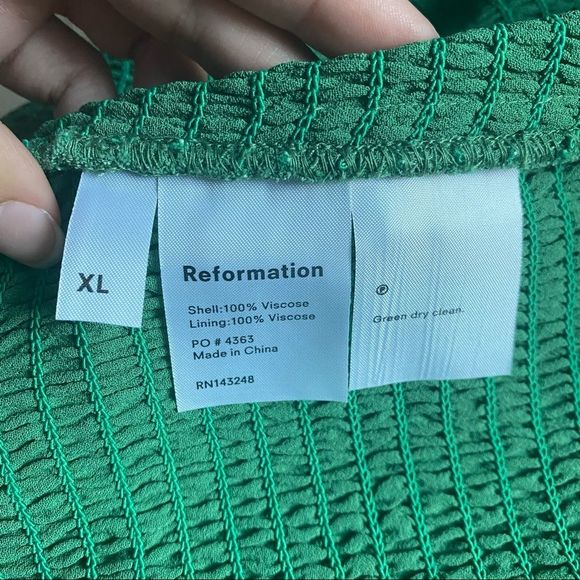 XL
Reformation
Shell:100% Viscose
Lining:100% Viscose
PO # 4363
Made in China
RN143248
Ⓟ
Green dry clean.